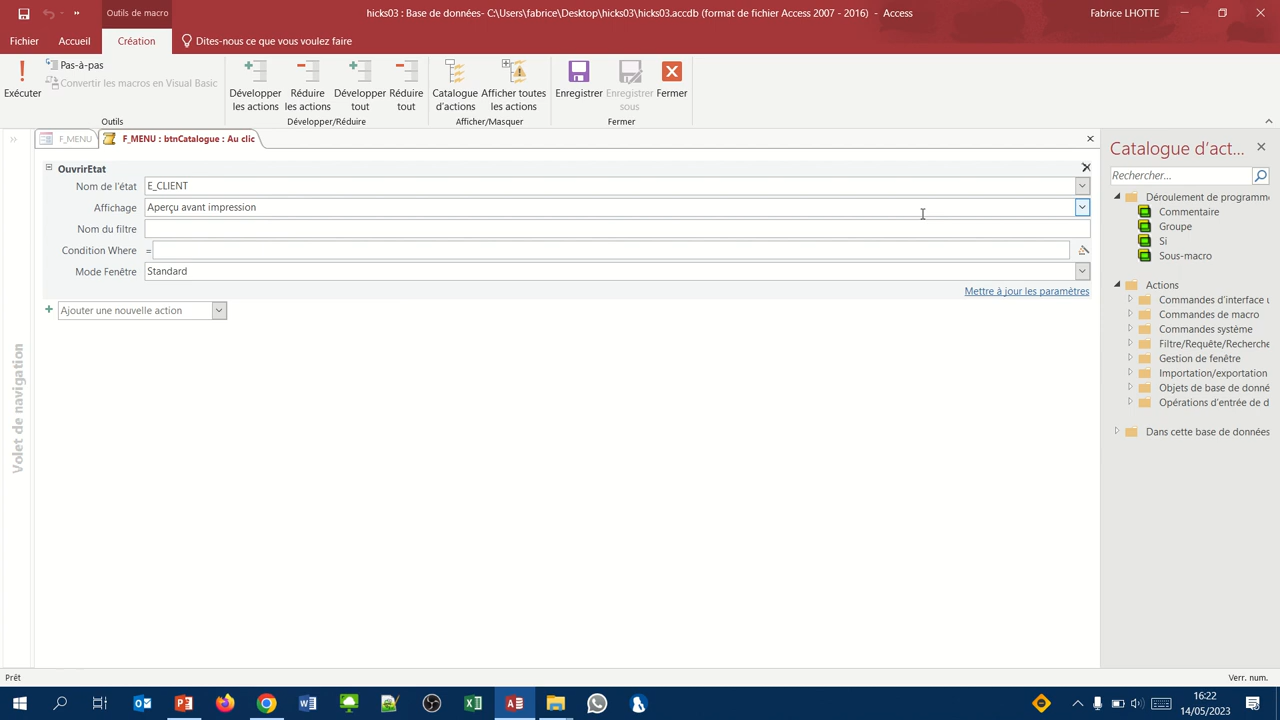 Outils de macro
hicks03 : Base de données- C:\Users\fabrice\Desktop\hicks03\hicks03.accdb (format de fichier Access 2007 - 2016) - Access
Fabrice LHOTTE
Fichier
Accueil
Création
Dites-nous ce que vous voulez faire
Exécuter
Pas-à-pas
Convertir les macros en Visual Basic
Outils
Développer les actions
Réduire les actions
Développer tout
Réduire tout
Développer/Réduire
Catalogue d'actions
Afficher toutes les actions
Afficher/Masquer
Enregistrer
Enregistrer sous
Fermer
Fermer
F_MENU
F_MENU : btnCatalogue : Au clic
Volet de navigation
OuvrirEtat
Nom de l'état E_CLIENT
Affichage Aperçu avant impression
Nom du filtre
Condition Where =
Mode Fenêtre Standard
Mettre à jour les paramètres
Ajouter une nouvelle action
Catalogue d'act...
Rechercher...
Déroulement de programme
Commentaire
Groupe
Si
Sous-macro
Actions
Commandes d'interface u
Commandes de macro
Commandes système
Filtre/Requête/Recherche
Gestion de fenêtre
Importation/exportation
Objets de base de donné
Opérations d'entrée de d
Dans cette base de données
Prêt
Verr. num.
16:22
14/05/2023